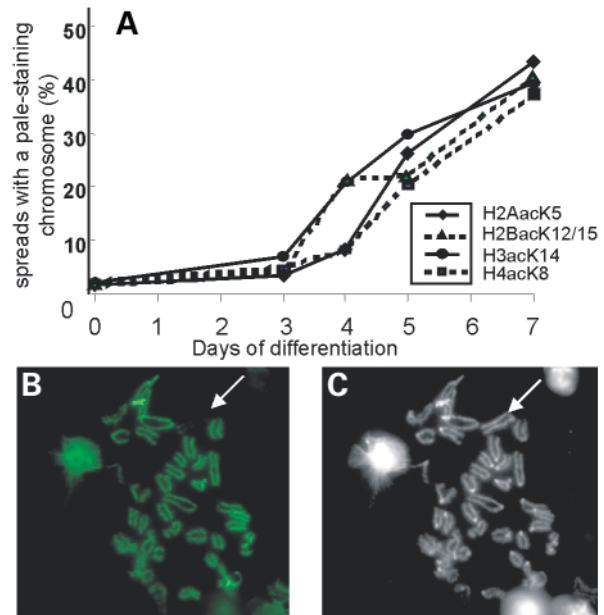 A
50
40
30
20
10
0
spreads with a pale-staining
chromosome (%)
0 1 2 3 4 5 6 7
Days of differentiation
H2AacK5
H2BacK12/15
H3acK14
H4acK8
B
C